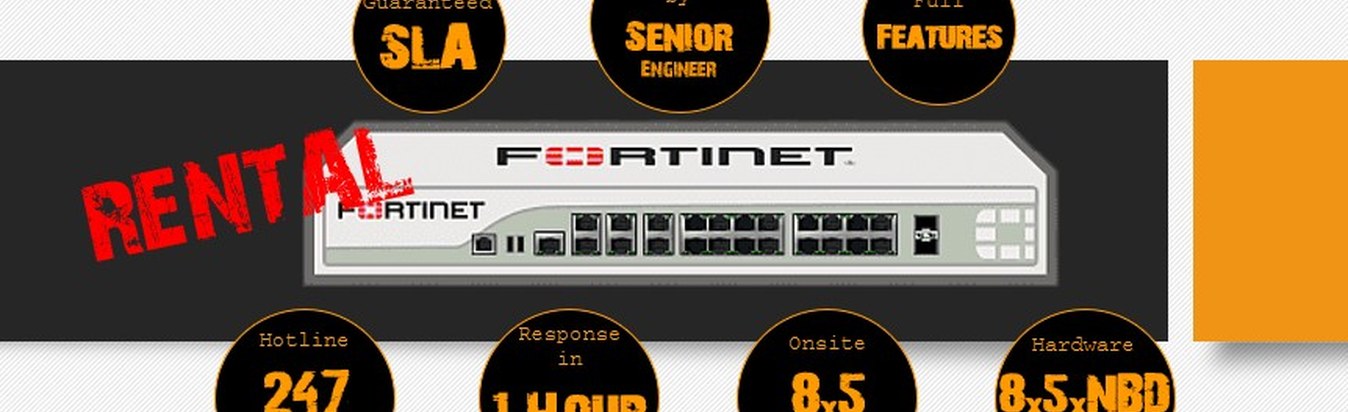 Guaranteed
SLA
by
SENIOR
ENGINEER
Full
FEATURES
RENTAL
FORTINET
FORTINET
Hotline
247
Response
in
1 HOUR
Onsite
8x5
Hardware
8x5xNBD